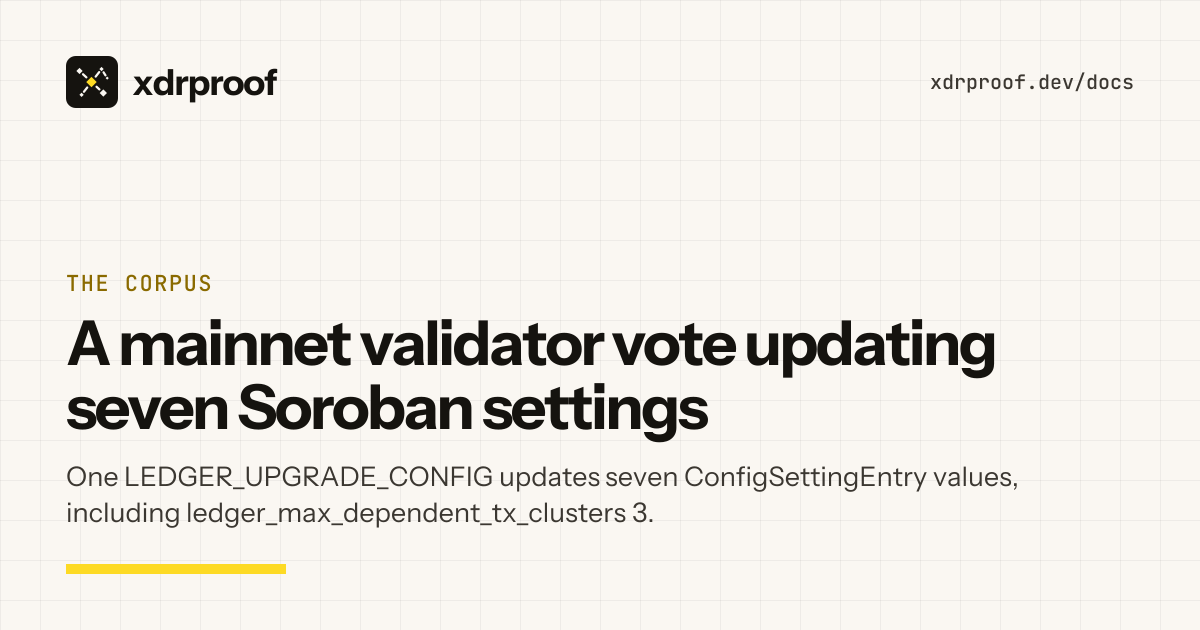 xdrproof
xdrproof.dev/docs
THE CORPUS
A mainnet validator vote updating
seven Soroban settings
One LEDGER_UPGRADE_CONFIG updates seven ConfigSettingEntry values,
including ledger_max_dependent_tx_clusters 3.